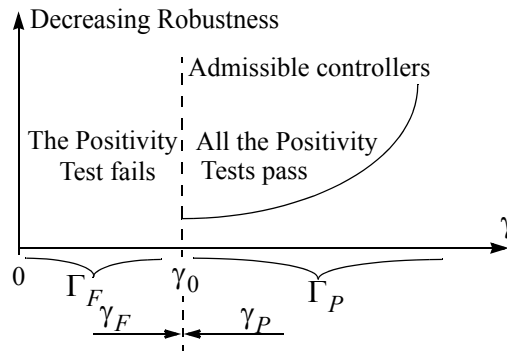 Decreasing Robustness
Admissible controllers
The Positivity
Test fails
All the Positivity
Tests pass
γ
0
Γ_F
γ_0
Γ_P
γ_F
γ_P